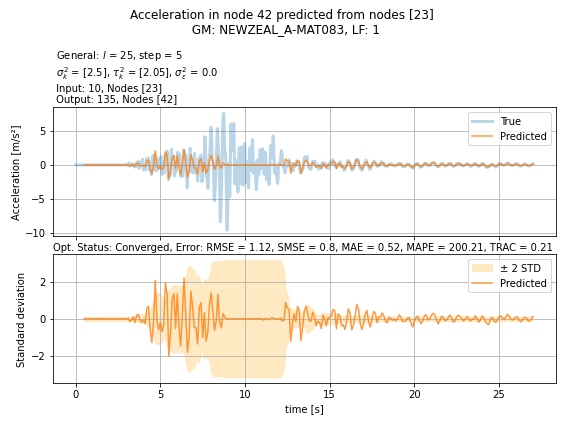 Acceleration in node 42 predicted from nodes [23]
GM: NEWZEAL_A-MAT083, LF: 1
General: l = 25, step = 5
σ²ₖ = [2.5], τ²ₖ = [2.05], σ²ε = 0.0
Input: 10, Nodes [23]
Output: 135, Nodes [42]
Acceleration [m/s²]
5
0
−5
−10
True
Predicted
Opt. Status: Converged, Error: RMSE = 1.12, SMSE = 0.8, MAE = 0.52, MAPE = 200.21, TRAC = 0.21
Standard deviation
2
0
−2
± 2 STD
Predicted
0 5 10 15 20 25
time [s]